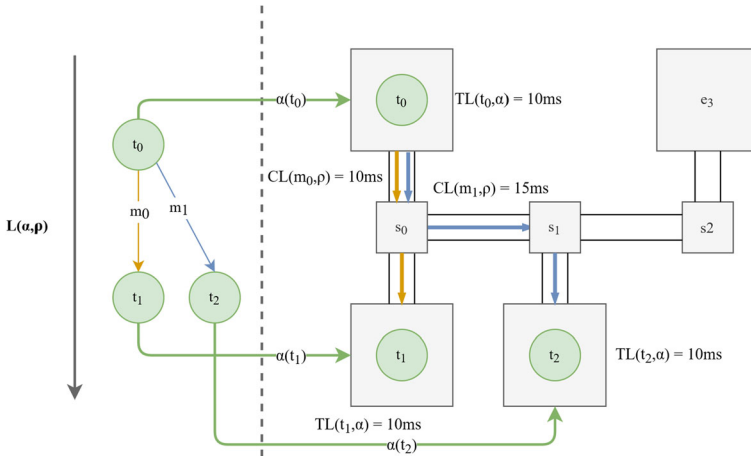 α(t₀)
t₀
TL(t₀,α) = 10ms
e₃
t₀
CL(m₀,ρ) = 10ms
CL(m₁,ρ) = 15ms
m₀
m₁
L(α,ρ)
s₀
s₁
s2
t₁
t₂
α(t₁)
t₁
t₂
TL(t₂,α) = 10ms
TL(t₁,α) = 10ms
α(t₂)